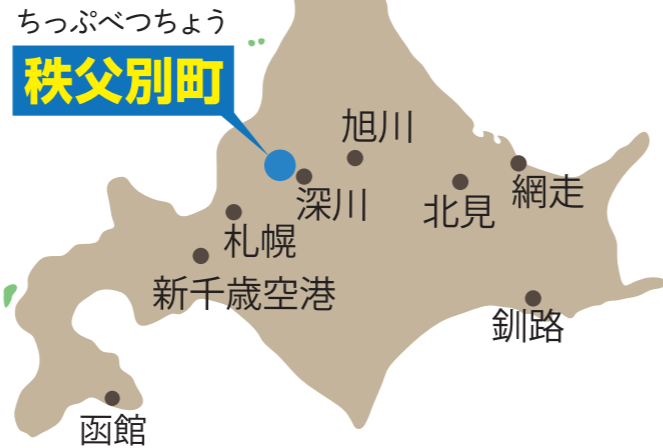 ちっぷべつちょう
秩父別町
旭川
深川
北見
網走
札幌
新千歳空港
釧路
函館